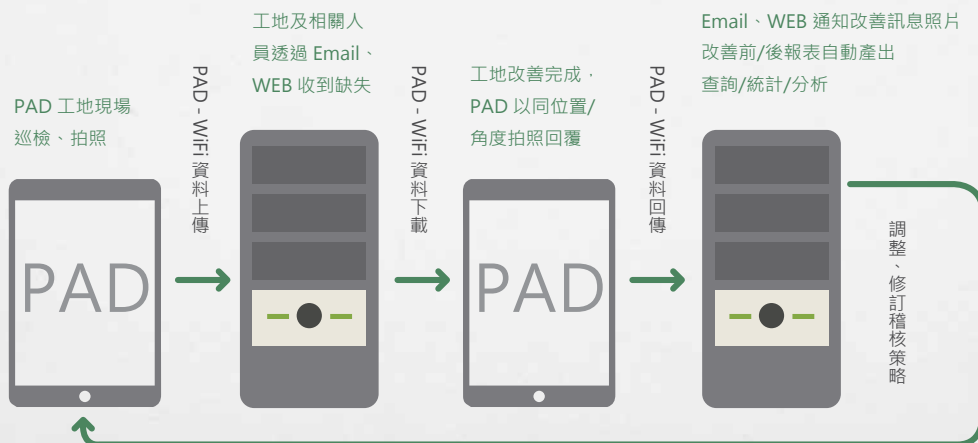 PAD 工地現場
巡檢、拍照
PAD
PAD - WiFi 資料上傳
工地及相關人
員透過 Email、
WEB 收到缺失
PAD - WiFi 資料下載
工地改善完成，
PAD 以同位置/
角度拍照回覆
PAD
PAD - WiFi 資料回傳
Email、WEB 通知改善訊息照片
改善前/後報表自動產出
查詢/統計/分析
調整、修訂稽核策略